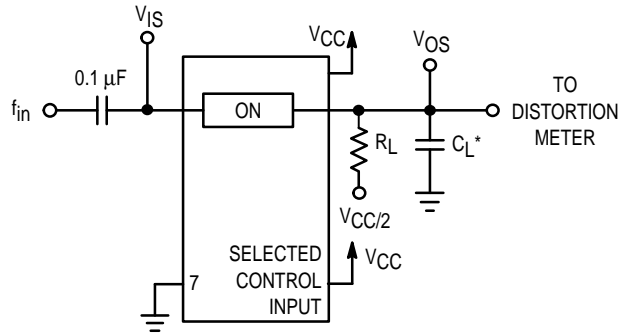 VIS
VCC
VOS
0.1 μF
fin
ON
TO
DISTORTION
METER
RL
CL*
VCC/2
SELECTED
CONTROL
INPUT
VCC
7